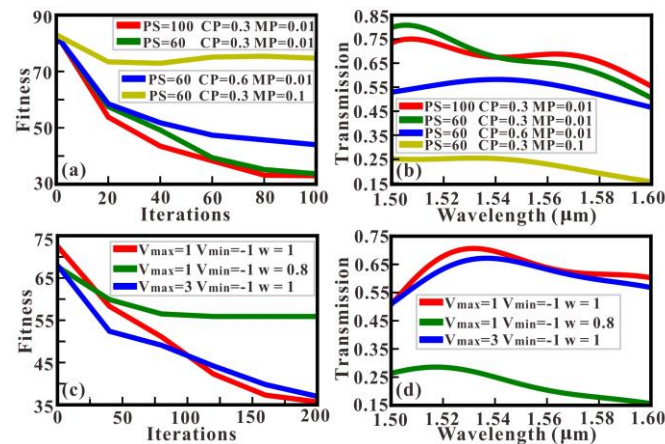 90
70
50
30
Fitness
PS=100 CP=0.3 MP=0.01
PS=60 CP=0.3 MP=0.01
PS=60 CP=0.6 MP=0.01
PS=60 CP=0.3 MP=0.1
(a)
0 20 40 60 80 100
Iterations
0.85
0.75
0.65
0.55
0.45
0.35
0.25
0.15
Transmission
PS=100 CP=0.3 MP=0.01
PS=60 CP=0.3 MP=0.01
PS=60 CP=0.6 MP=0.01
PS=60 CP=0.3 MP=0.1
(b)
1.50 1.52 1.54 1.56 1.58 1.60
Wavelength (μm)
75
65
55
45
35
Fitness
Vmax=1 Vmin=-1 w = 1
Vmax=1 Vmin=-1 w = 0.8
Vmax=3 Vmin=-1 w = 1
(c)
0 25 75 125 200
Iterations
0.75
0.65
0.55
0.45
0.35
0.25
0.15
Transmission
Vmax=1 Vmin=-1 w = 1
Vmax=1 Vmin=-1 w = 0.8
Vmax=3 Vmin=-1 w = 1
(d)
1.50 1.52 1.54 1.56 1.58 1.60
Wavelength (μm)